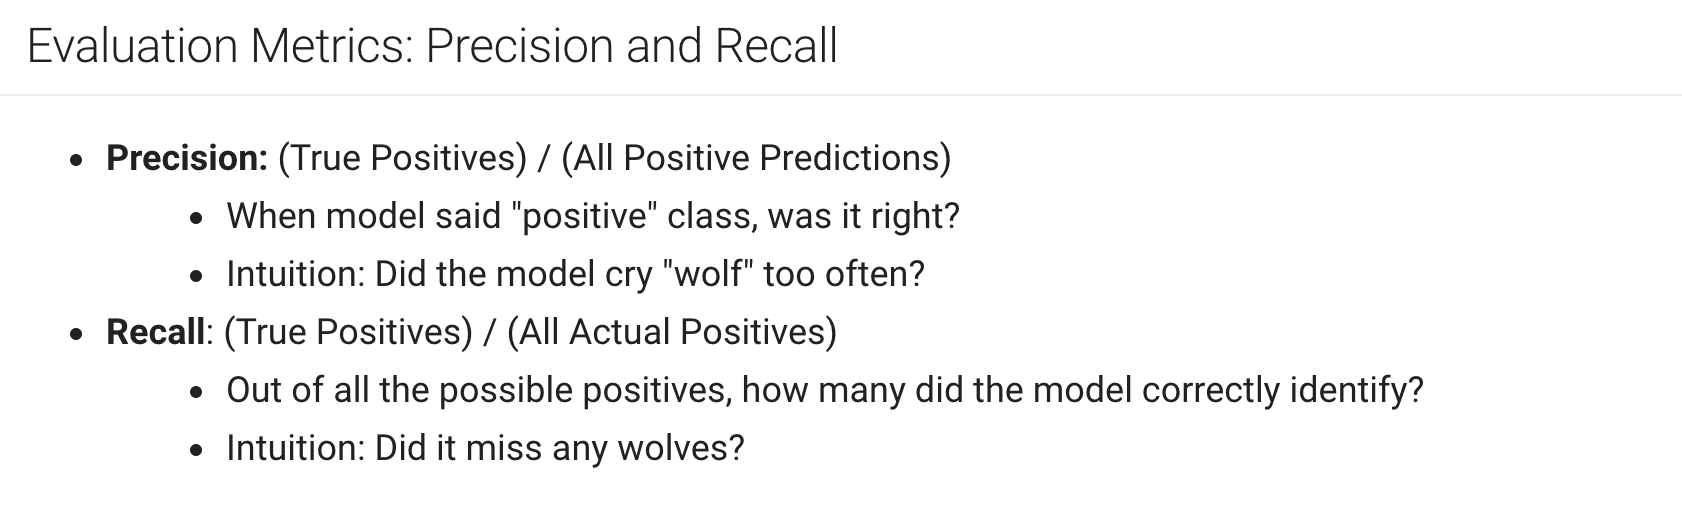 Evaluation Metrics: Precision and Recall
• Precision: (True Positives) / (All Positive Predictions)
• When model said "positive" class, was it right?
• Intuition: Did the model cry "wolf" too often?
• Recall: (True Positives) / (All Actual Positives)
• Out of all the possible positives, how many did the model correctly identify?
• Intuition: Did it miss any wolves?